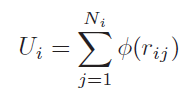 U_i = \sum_{j=1}^{N_i} \phi(r_{ij})